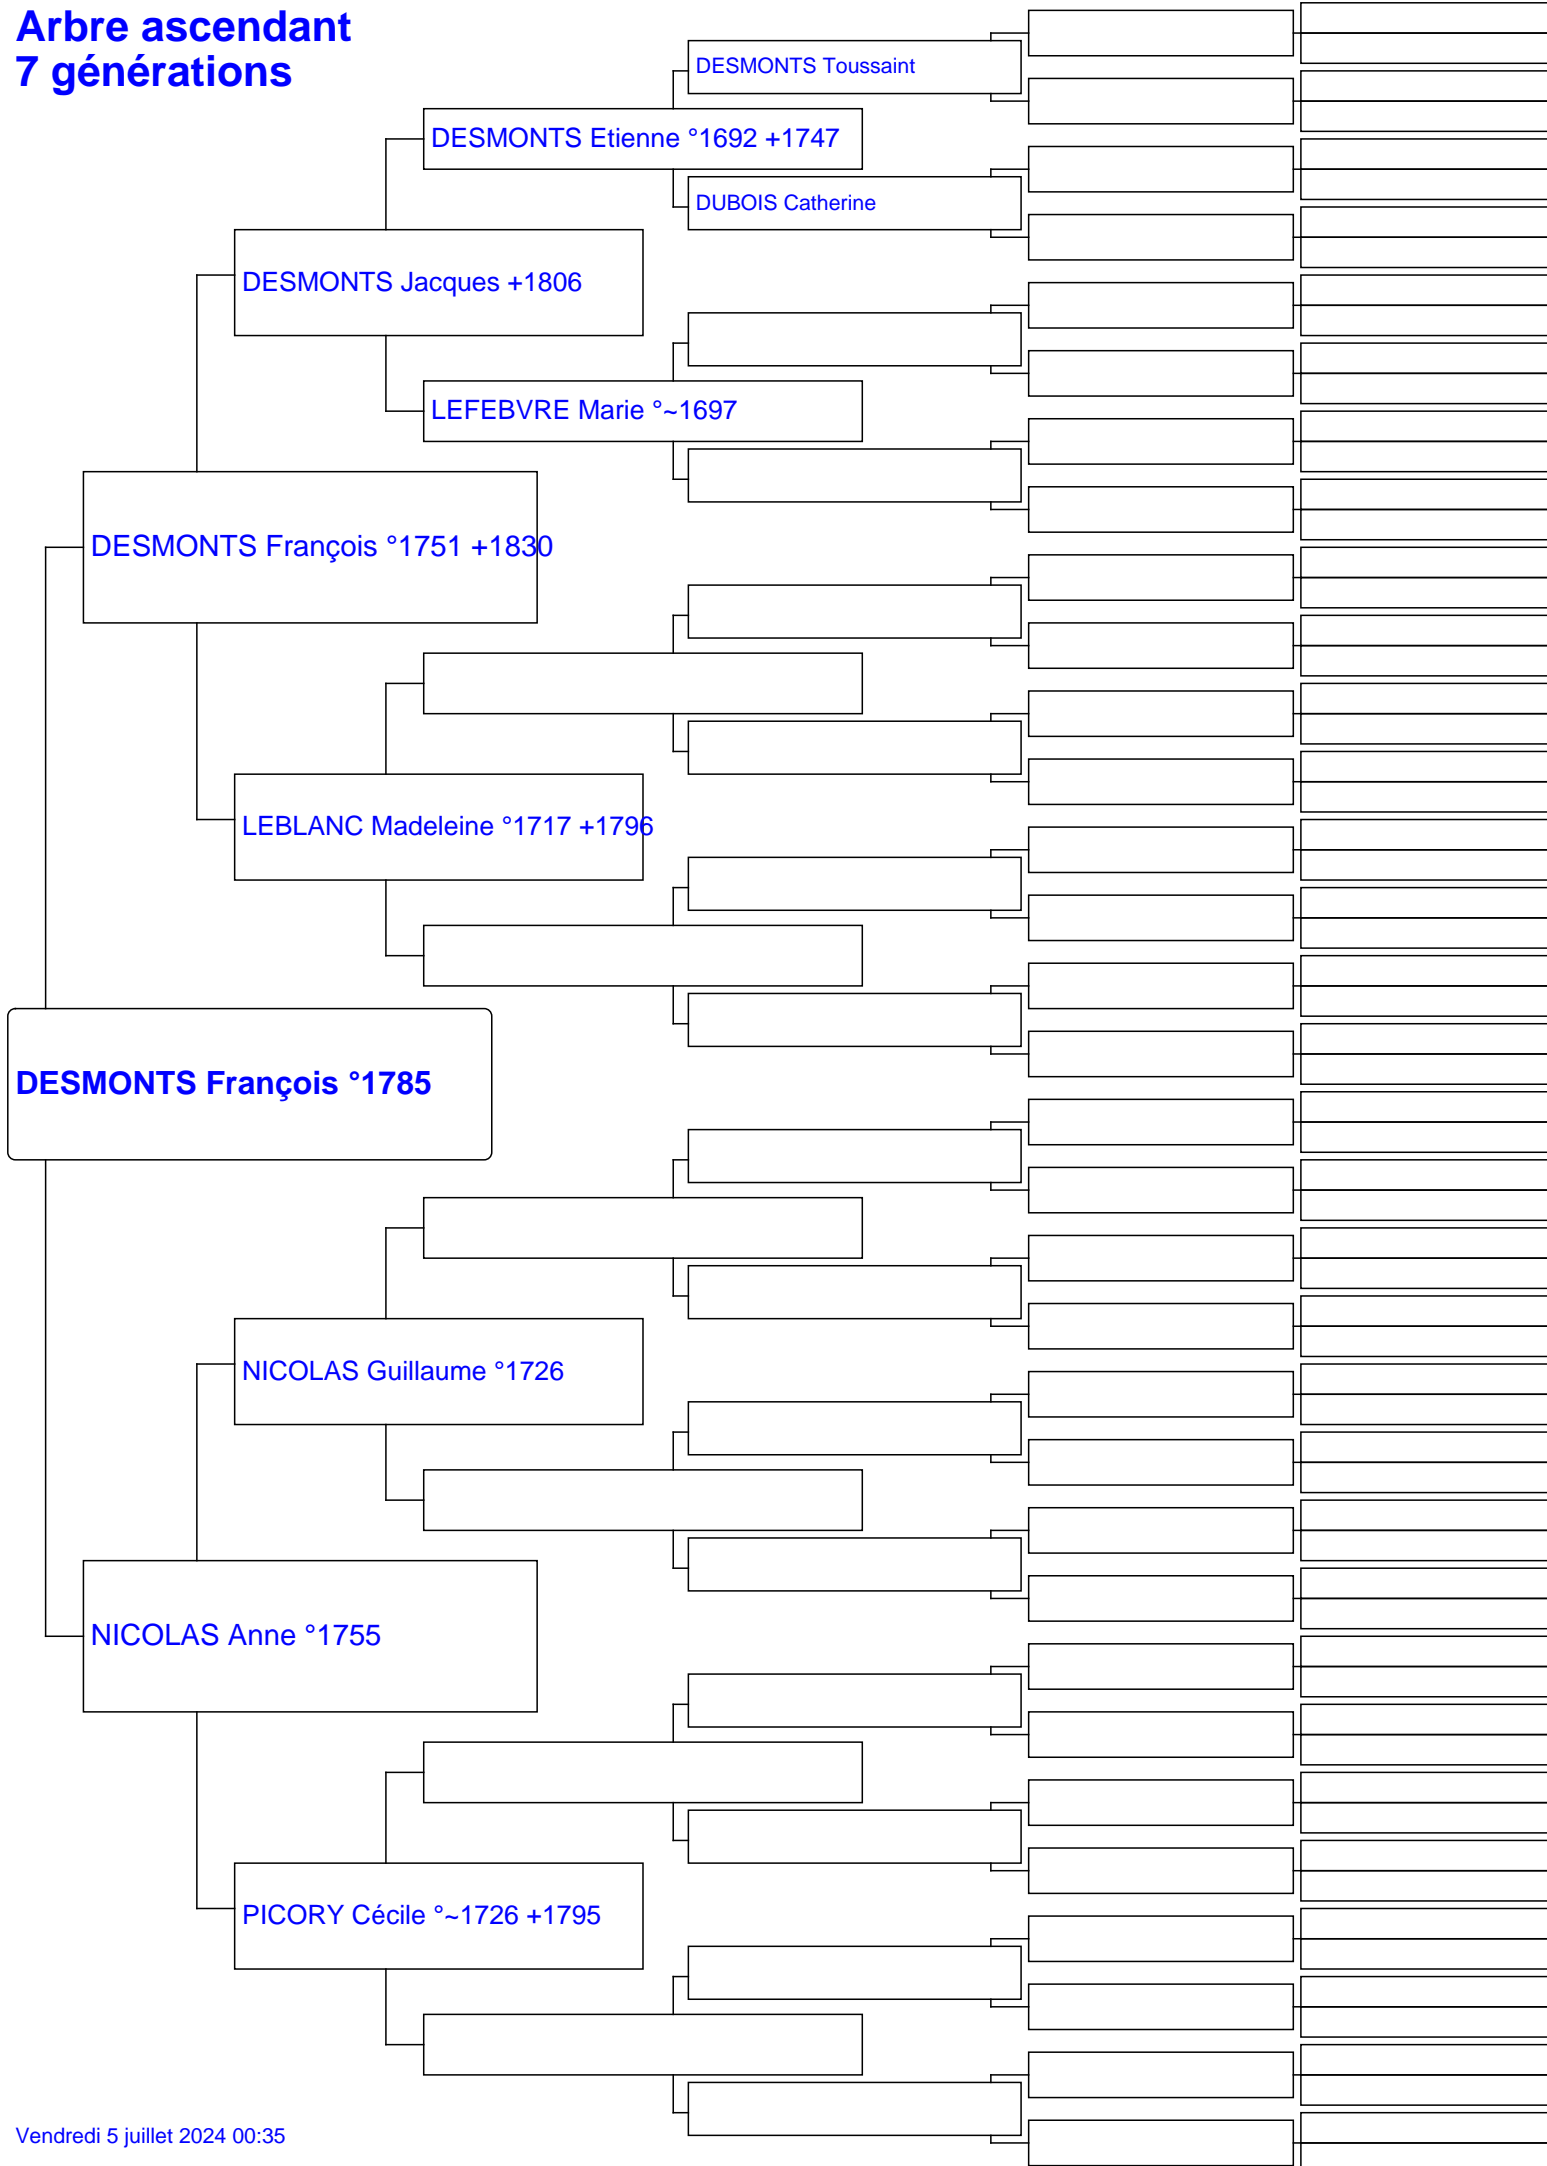 Arbre ascendant
7 générations
DESMONTS Toussaint
DESMONTS Etienne °1692 +1747
DUBOIS Catherine
DESMONTS Jacques +1806
LEFEBVRE Marie °~1697
DESMONTS François °1751 +1830
LEBLANC Madeleine °1717 +1796
DESMONTS François °1785
NICOLAS Guillaume °1726
NICOLAS Anne °1755
PICORY Cécile °~1726 +1795
Vendredi 5 juillet 2024 00:35